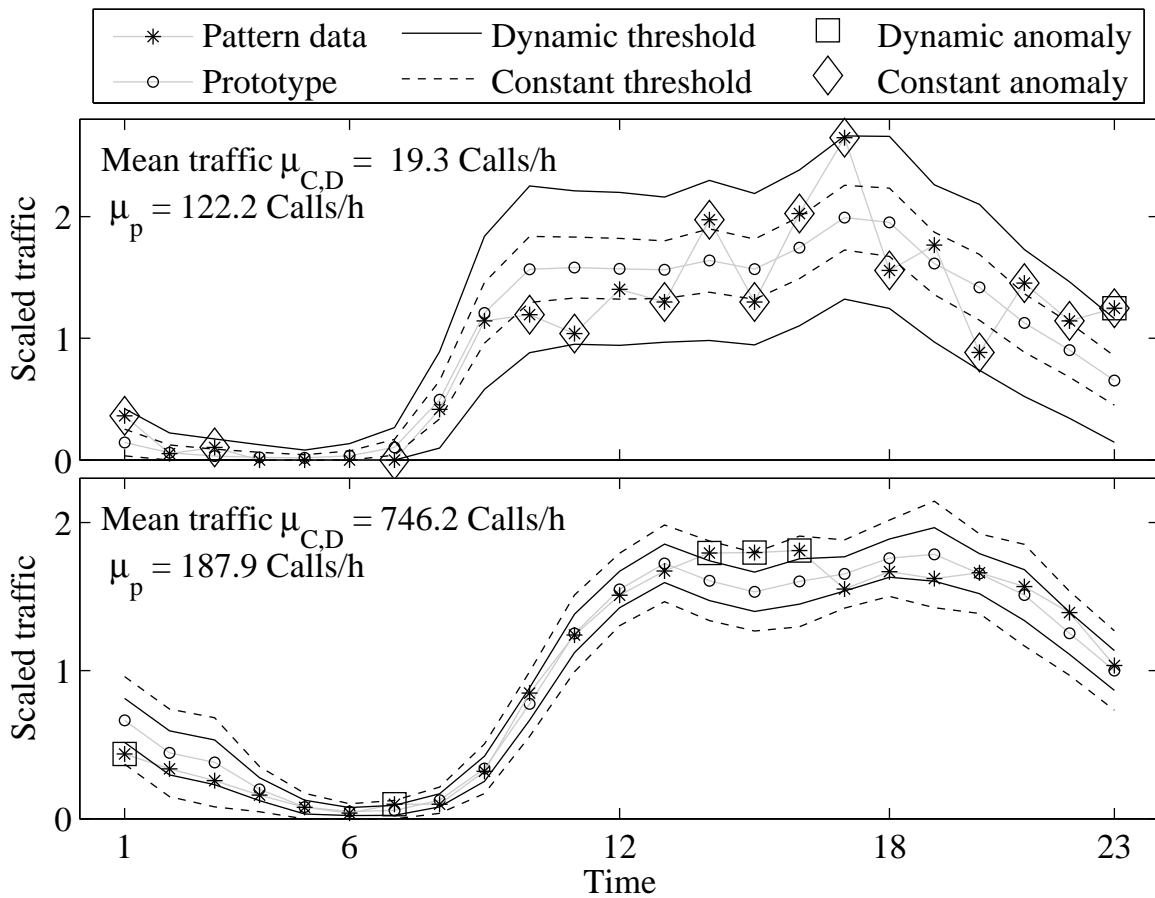 Pattern data Dynamic threshold Dynamic anomaly
Prototype Constant threshold Constant anomaly
Mean traffic μC,D = 19.3 Calls/h
μp = 122.2 Calls/h
Scaled traffic
2
1
0
Mean traffic μC,D = 746.2 Calls/h
μp = 187.9 Calls/h
Scaled traffic
2
1
0
1 6 12 18 23
Time